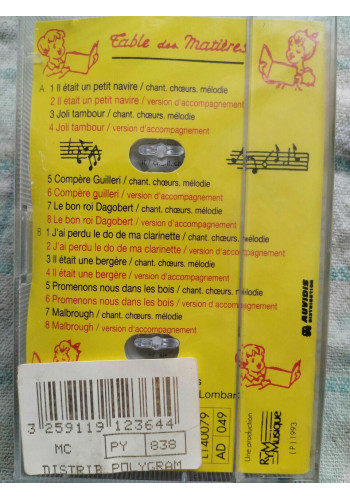 Table des Matières
A 1 Il était un petit navire / chant. chœurs. mélodie
2 Il était un petit navire / version d'accompagnement
3 Joli tambour / chant. chœurs. mélodie
4 Joli tambour / version d'accompagnement
5 Compère Guilleri / chant. chœurs. mélodie
6 Compère guilleri / version d'accompagnement
7 Le bon roi Dagobert / chant. chœurs. mélodie
8 Le bon roi Dagobert / version d'accompagnement
B 1 J'ai perdu le do de ma clarinette / chant. chœurs. mélodie
2 J'ai perdu le do de ma clarinette / version d'accompagnement
3 Il était une bergère / chant. chœurs. mélodie
4 Il était une bergère / version d'accompagnement
5 Promenons nous dans les bois / chant. chœurs. mélodie
6 Promenons nous dans les bois / version d'accompagnement
7 Malbrough / chant. chœurs. mélodie
8 Malbrough / version d'accompagnement
AUVIDIS
DISTRIBUTION
Lombar
3 259119 123644
MC PY 838
DISTRIB POLYGRAM
AD 049
Une production
RYM Musique
(P) 1993